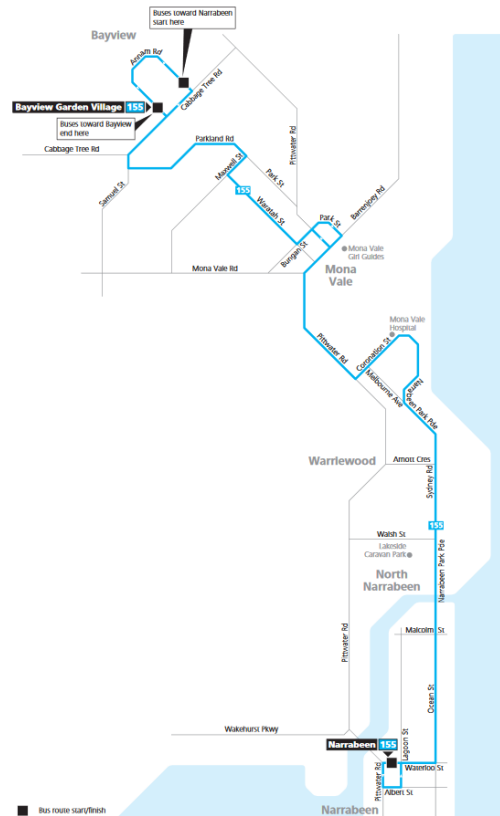 Buses toward Narrabeen
start here
Bayview
Annam Rd
Cabbage Tree Rd
Bayview Garden Village 155
Buses toward Bayview
end here
Cabbage Tree Rd
Parkland Rd
Pittwater Rd
Samuel St
Maxwell St
Park St
155
Waratah St
Park St
Barrenjoey Rd
Bungan St
Mona Vale
Girl Guides
Mona Vale Rd
Mona
Vale
Mona Vale
Hospital
Pittwater Rd
Coronation St
Melbourne Ave
Narrabeen Park Pde
Warriewood
Arnott Cres
Sydney Rd
155
Walsh St
Lakeside
Caravan Park
Narrabeen Park Pde
North
Narrabeen
Malcolm St
Pittwater Rd
Ocean St
Wakehurst Pkwy
Lagoon St
Narrabeen 155
Waterloo St
Pittwater Rd
Albert St
Bus route start/finish
Narrabeen